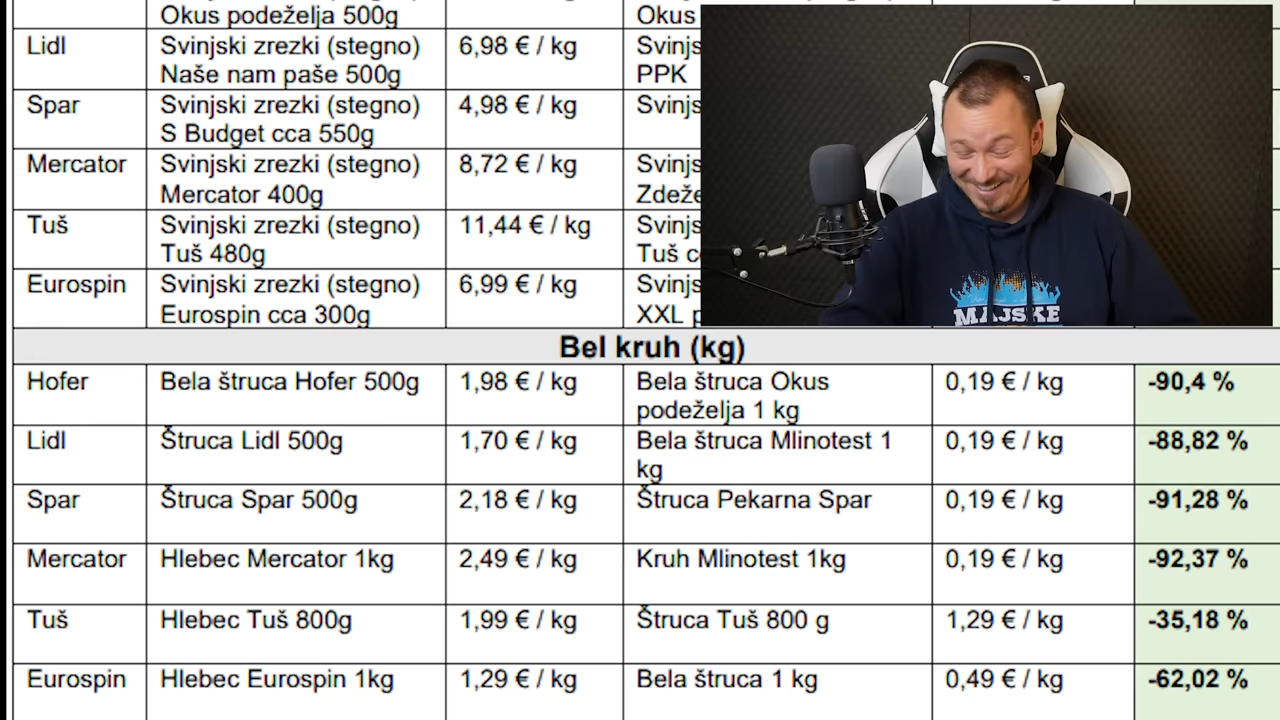 Okus podeželja 500g
Okus
Lidl
Svinjski zrezki (stegno)
Naše nam paše 500g
6,98 € / kg
PPK
Spar
Svinjski zrezki (stegno)
S Budget cca 550g
4,98 € / kg
Mercator
Svinjski zrezki (stegno)
Mercator 400g
8,72 € / kg
Tuš
Svinjski zrezki (stegno)
Tuš 480g
11,44 € / kg
Tuš
Eurospin
Svinjski zrezki (stegno)
Eurospin cca 300g
6,99 € / kg
XXL
MAJSKE
Bel kruh (kg)
Hofer
Bela štruca Hofer 500g
1,98 € / kg
Bela štruca Okus
podeželja 1 kg
0,19 € / kg
-90,4 %
Lidl
Štruca Lidl 500g
1,70 € / kg
Bela štruca Mlinotest 1
kg
0,19 € / kg
-88,82 %
Spar
Štruca Spar 500g
2,18 € / kg
Štruca Pekarna Spar
0,19 € / kg
-91,28 %
Mercator
Hlebec Mercator 1kg
2,49 € / kg
Kruh Mlinotest 1kg
0,19 € / kg
-92,37 %
Tuš
Hlebec Tuš 800g
1,99 € / kg
Štruca Tuš 800 g
1,29 € / kg
-35,18 %
Eurospin
Hlebec Eurospin 1kg
1,29 € / kg
Bela štruca 1 kg
0,49 € / kg
-62,02 %